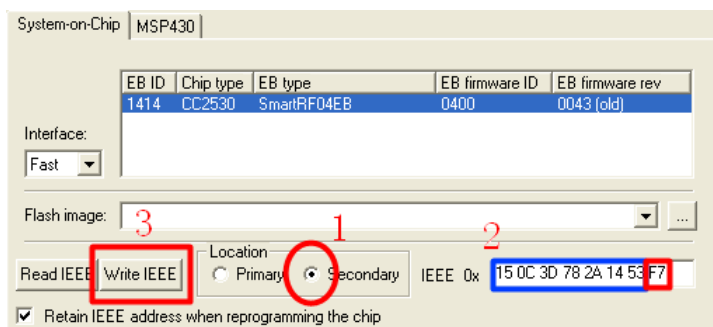 System-on-Chip MSP430
EB ID Chip type EB type EB firmware ID EB firmware rev
1414 CC2530 SmartRF04EB 0400 0043 (old)
Interface:
Fast
Flash image: ...
3 1 2
Location
Read IEEE Write IEEE Primary Secondary IEEE 0x 15 0C 3D 78 2A 14 53 F7
Retain IEEE address when reprogramming the chip